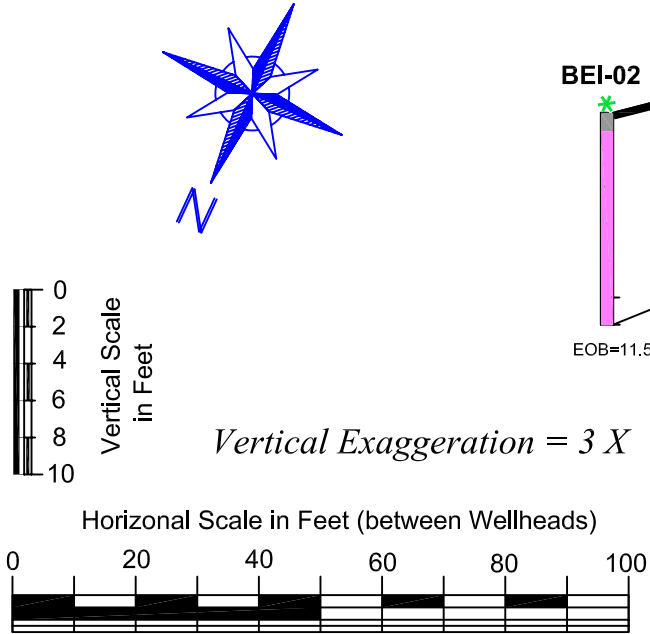 BEI-02
N
EOB=11.5
0
2
4
6
8
10
Vertical Scale
in Feet
Vertical Exaggeration = 3 X
Horizonal Scale in Feet (between Wellheads)
0 20 40 60 80 100